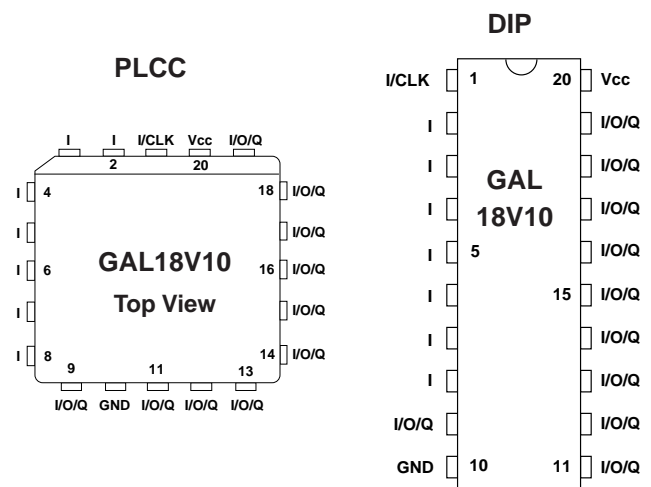 PLCC
I I I/CLK Vcc I/O/Q
2 20
I 4 18 I/O/Q
I I/O/Q
I 6 GAL18V10 16 I/O/Q
Top View
I I/O/Q
I 8 14 I/O/Q
9 11 13
I/O/Q GND I/O/Q I/O/Q I/O/Q
DIP
I/CLK 1 20 Vcc
I I/O/Q
I I/O/Q
GAL
I 18V10 I/O/Q
I 5 I/O/Q
I 15 I/O/Q
I I/O/Q
I I/O/Q
I/O/Q I/O/Q
GND 10 11 I/O/Q